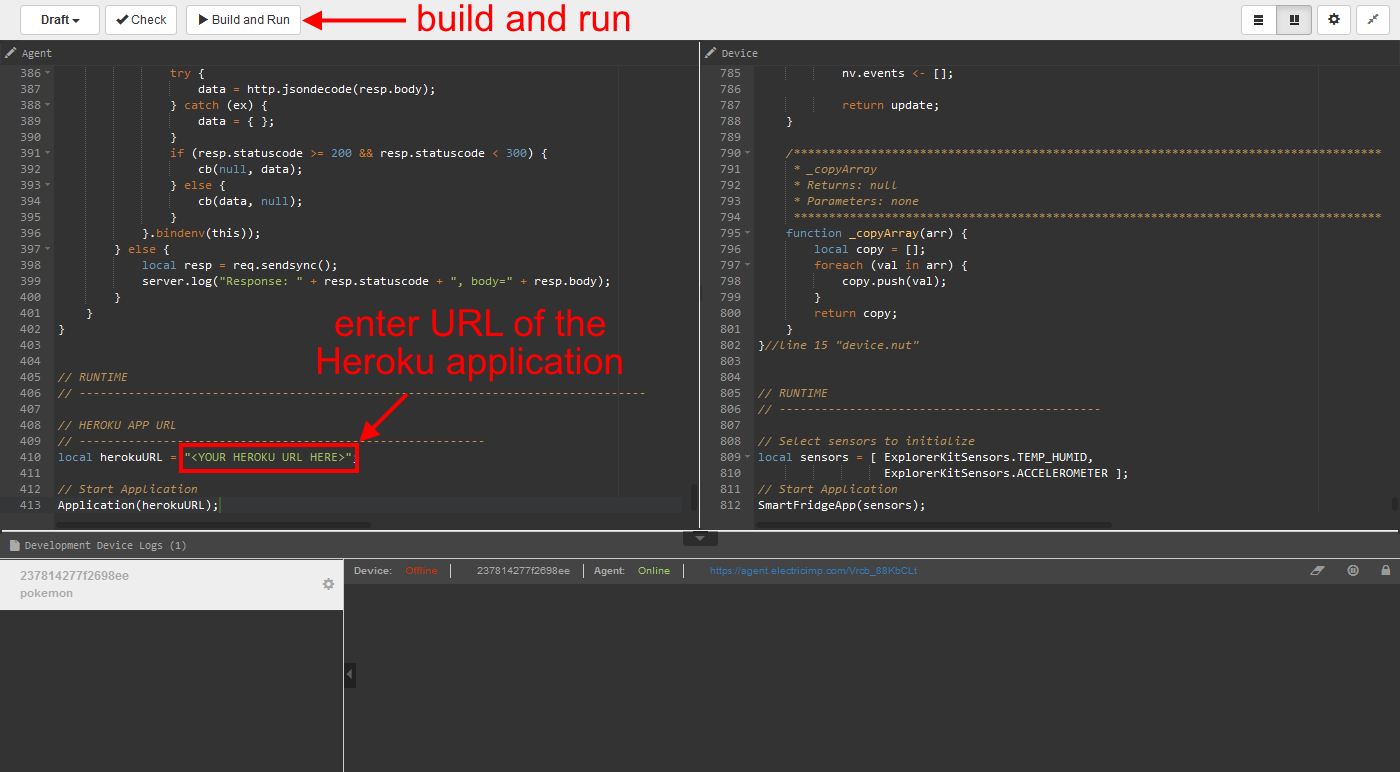 Draft
Check
Build and Run
build and run
Agent
386 try {
387 data = http.jsondecode(resp.body);
388 } catch (ex) {
389 data = { };
390 }
391 if (resp.statuscode >= 200 && resp.statuscode < 300) {
392 cb(null, data);
393 } else {
394 cb(data, null);
395 }
396 }.bindenv(this));
397 } else {
398 local resp = req.sendsync();
399 server.log("Response: " + resp.statuscode + ", body=" + resp.body);
400 }
401 }
402 }
403
404
405 // RUNTIME
406 // ---------------------------------------------------------------------------------
407
408 // HEROKU APP URL
409 // ----------------------------------------------------------
410 local herokuURL = "<YOUR HEROKU URL HERE>";
411
412 // Start Application
413 Application(herokuURL);
enter URL of the
Heroku application
Device
785 nv.events <- [];
786
787 return update;
788 }
789
790 /************************************************************************************
791 * _copyArray
792 * Returns: null
793 * Parameters: none
794 ************************************************************************************
795 function _copyArray(arr) {
796 local copy = [];
797 foreach (val in arr) {
798 copy.push(val);
799 }
800 return copy;
801 }
802 }//line 15 "device.nut"
803
804
805 // RUNTIME
806 // ----------------------------------------------
807
808 // Select sensors to initialize
809 local sensors = [ ExplorerKitSensors.TEMP_HUMID,
810 ExplorerKitSensors.ACCELEROMETER ];
811 // Start Application
812 SmartFridgeApp(sensors);
Development Device Logs (1)
237814277f2698ee
pokemon
Device: Offline 237814277f2698ee Agent: Online https://agent.electricimp.com/Vrcb_88KbCLt